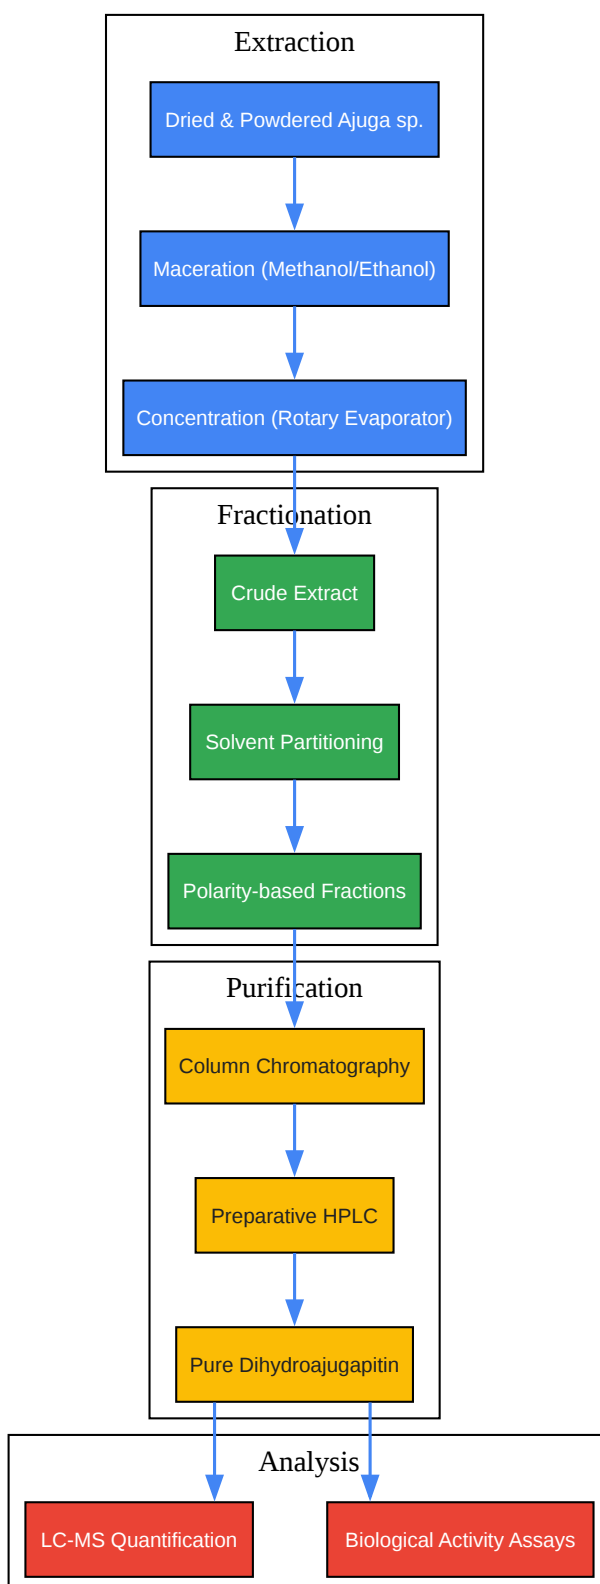 Extraction
Dried & Powdered Ajuga sp.
Maceration (Methanol/Ethanol)
Concentration (Rotary Evaporator)
Fractionation
Crude Extract
Solvent Partitioning
Polarity-based Fractions
Purification
Column Chromatography
Preparative HPLC
Pure Dihydroajugapitin
Analysis
LC-MS Quantification
Biological Activity Assays